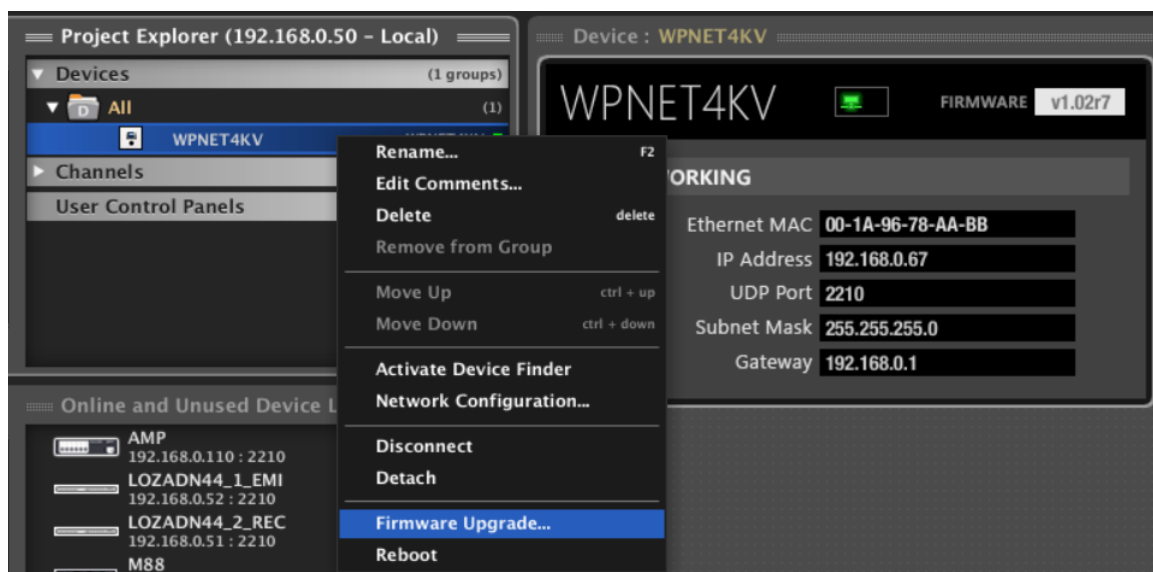 Project Explorer (192.168.0.50 – Local)
Devices (1 groups)
D All (1)
WPNET4KV
Channels
User Control Panels
Online and Unused Device L
AMP
192.168.0.110 : 2210
LOZADN44_1_EMI
192.168.0.52 : 2210
LOZADN44_2_REC
192.168.0.51 : 2210
M88
Rename... F2
Edit Comments...
Delete delete
Remove from Group
Move Up ctrl + up
Move Down ctrl + down
Activate Device Finder
Network Configuration...
Disconnect
Detach
Firmware Upgrade...
Reboot
Device : WPNET4KV
WPNET4KV FIRMWARE v1.02r7
ORKING
Ethernet MAC 00-1A-96-78-AA-BB
IP Address 192.168.0.67
UDP Port 2210
Subnet Mask 255.255.255.0
Gateway 192.168.0.1